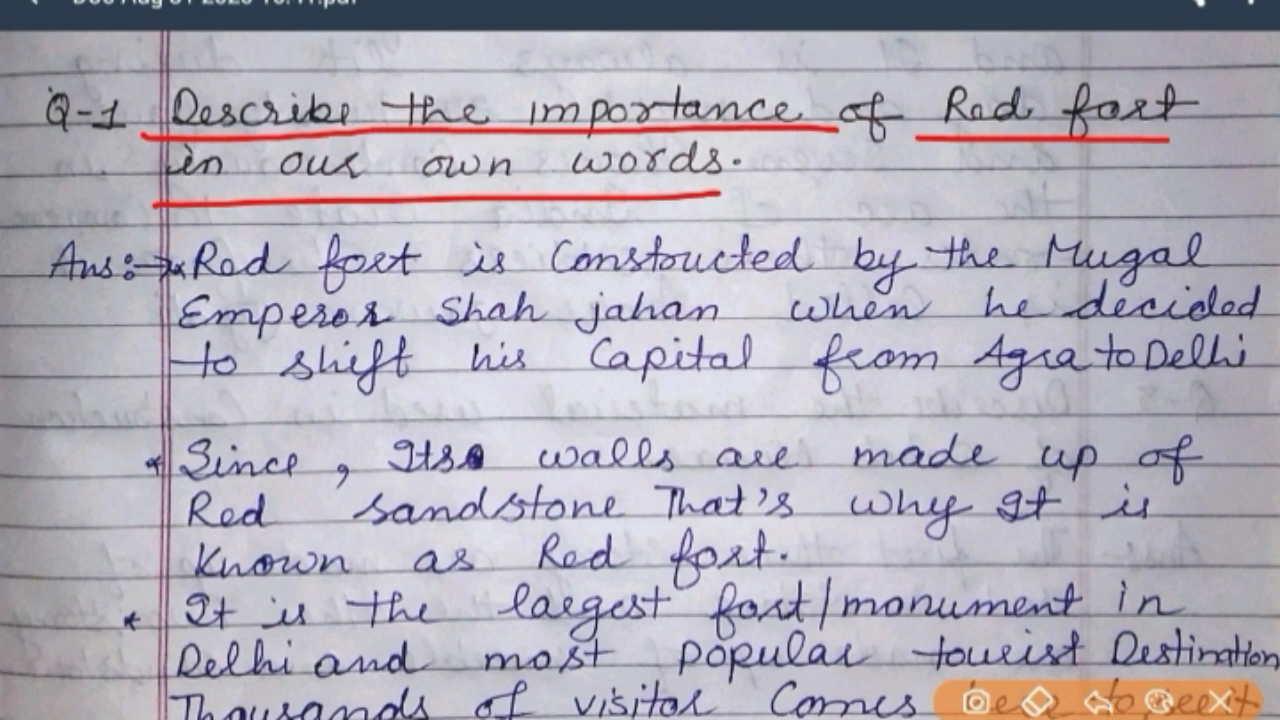 Q-1 Describe the importance of Red fort
in our own words.
Ans:→* Red fort is Constructed by the Mugal
Emperor Shah jahan when he decided
to shift his Capital from Agra to Delhi
* Since, Its walls are made up of
Red sandstone That's why It is
Known as Red fort.
* It is the largest fort/monument in
Delhi and most popular tourist Destination
Thousands of visitor Comes